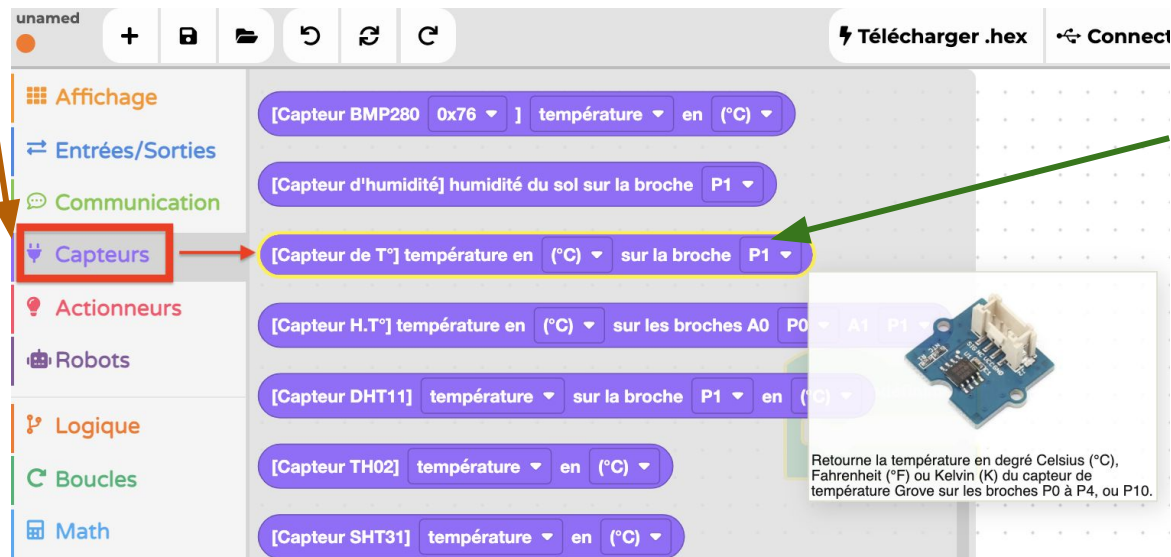 unamed
Télécharger .hex
Connect
Affichage
Entrées/Sorties
Communication
Capteurs
Actionneurs
Robots
Logique
Boucles
Math
[Capteur BMP280 0x76 ] température en (°C)
[Capteur d'humidité] humidité du sol sur la broche P1
[Capteur de T°] température en (°C) sur la broche P1
[Capteur H.T°] température en (°C) sur les broches A0 P0 A1 P1
[Capteur DHT11] température sur la broche P1 en (°C)
[Capteur TH02] température en (°C)
[Capteur SHT31] température en (°C)
Retourne la température en degré Celsius (°C),
Fahrenheit (°F) ou Kelvin (K) du capteur de
température Grove sur les broches P0 à P4, ou P10.